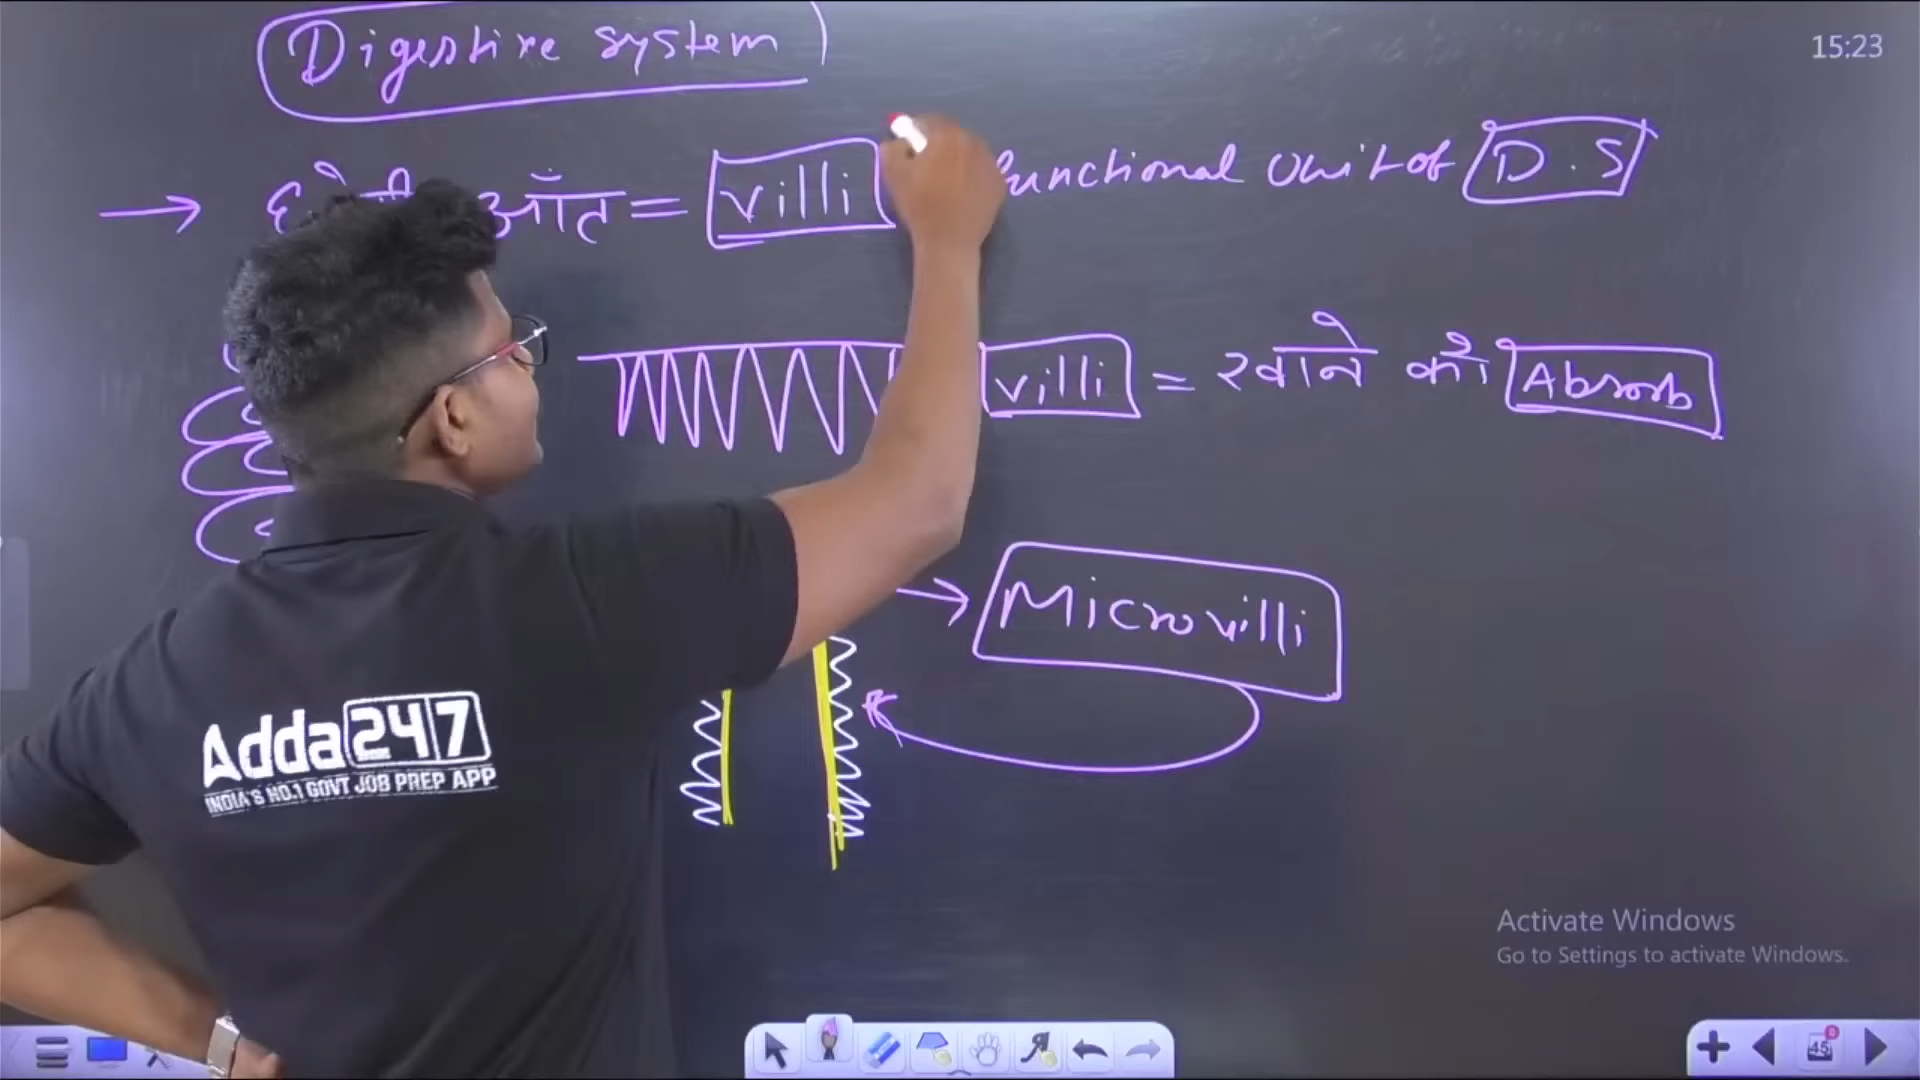 Digestive system
15:23
आँत = villi functional Unit of D.S
villi = खाने को Absorb
Microvilli
Adda247
INDIA'S NO.1 GOVT JOB PREP APP
Activate Windows
Go to Settings to activate Windows.
45